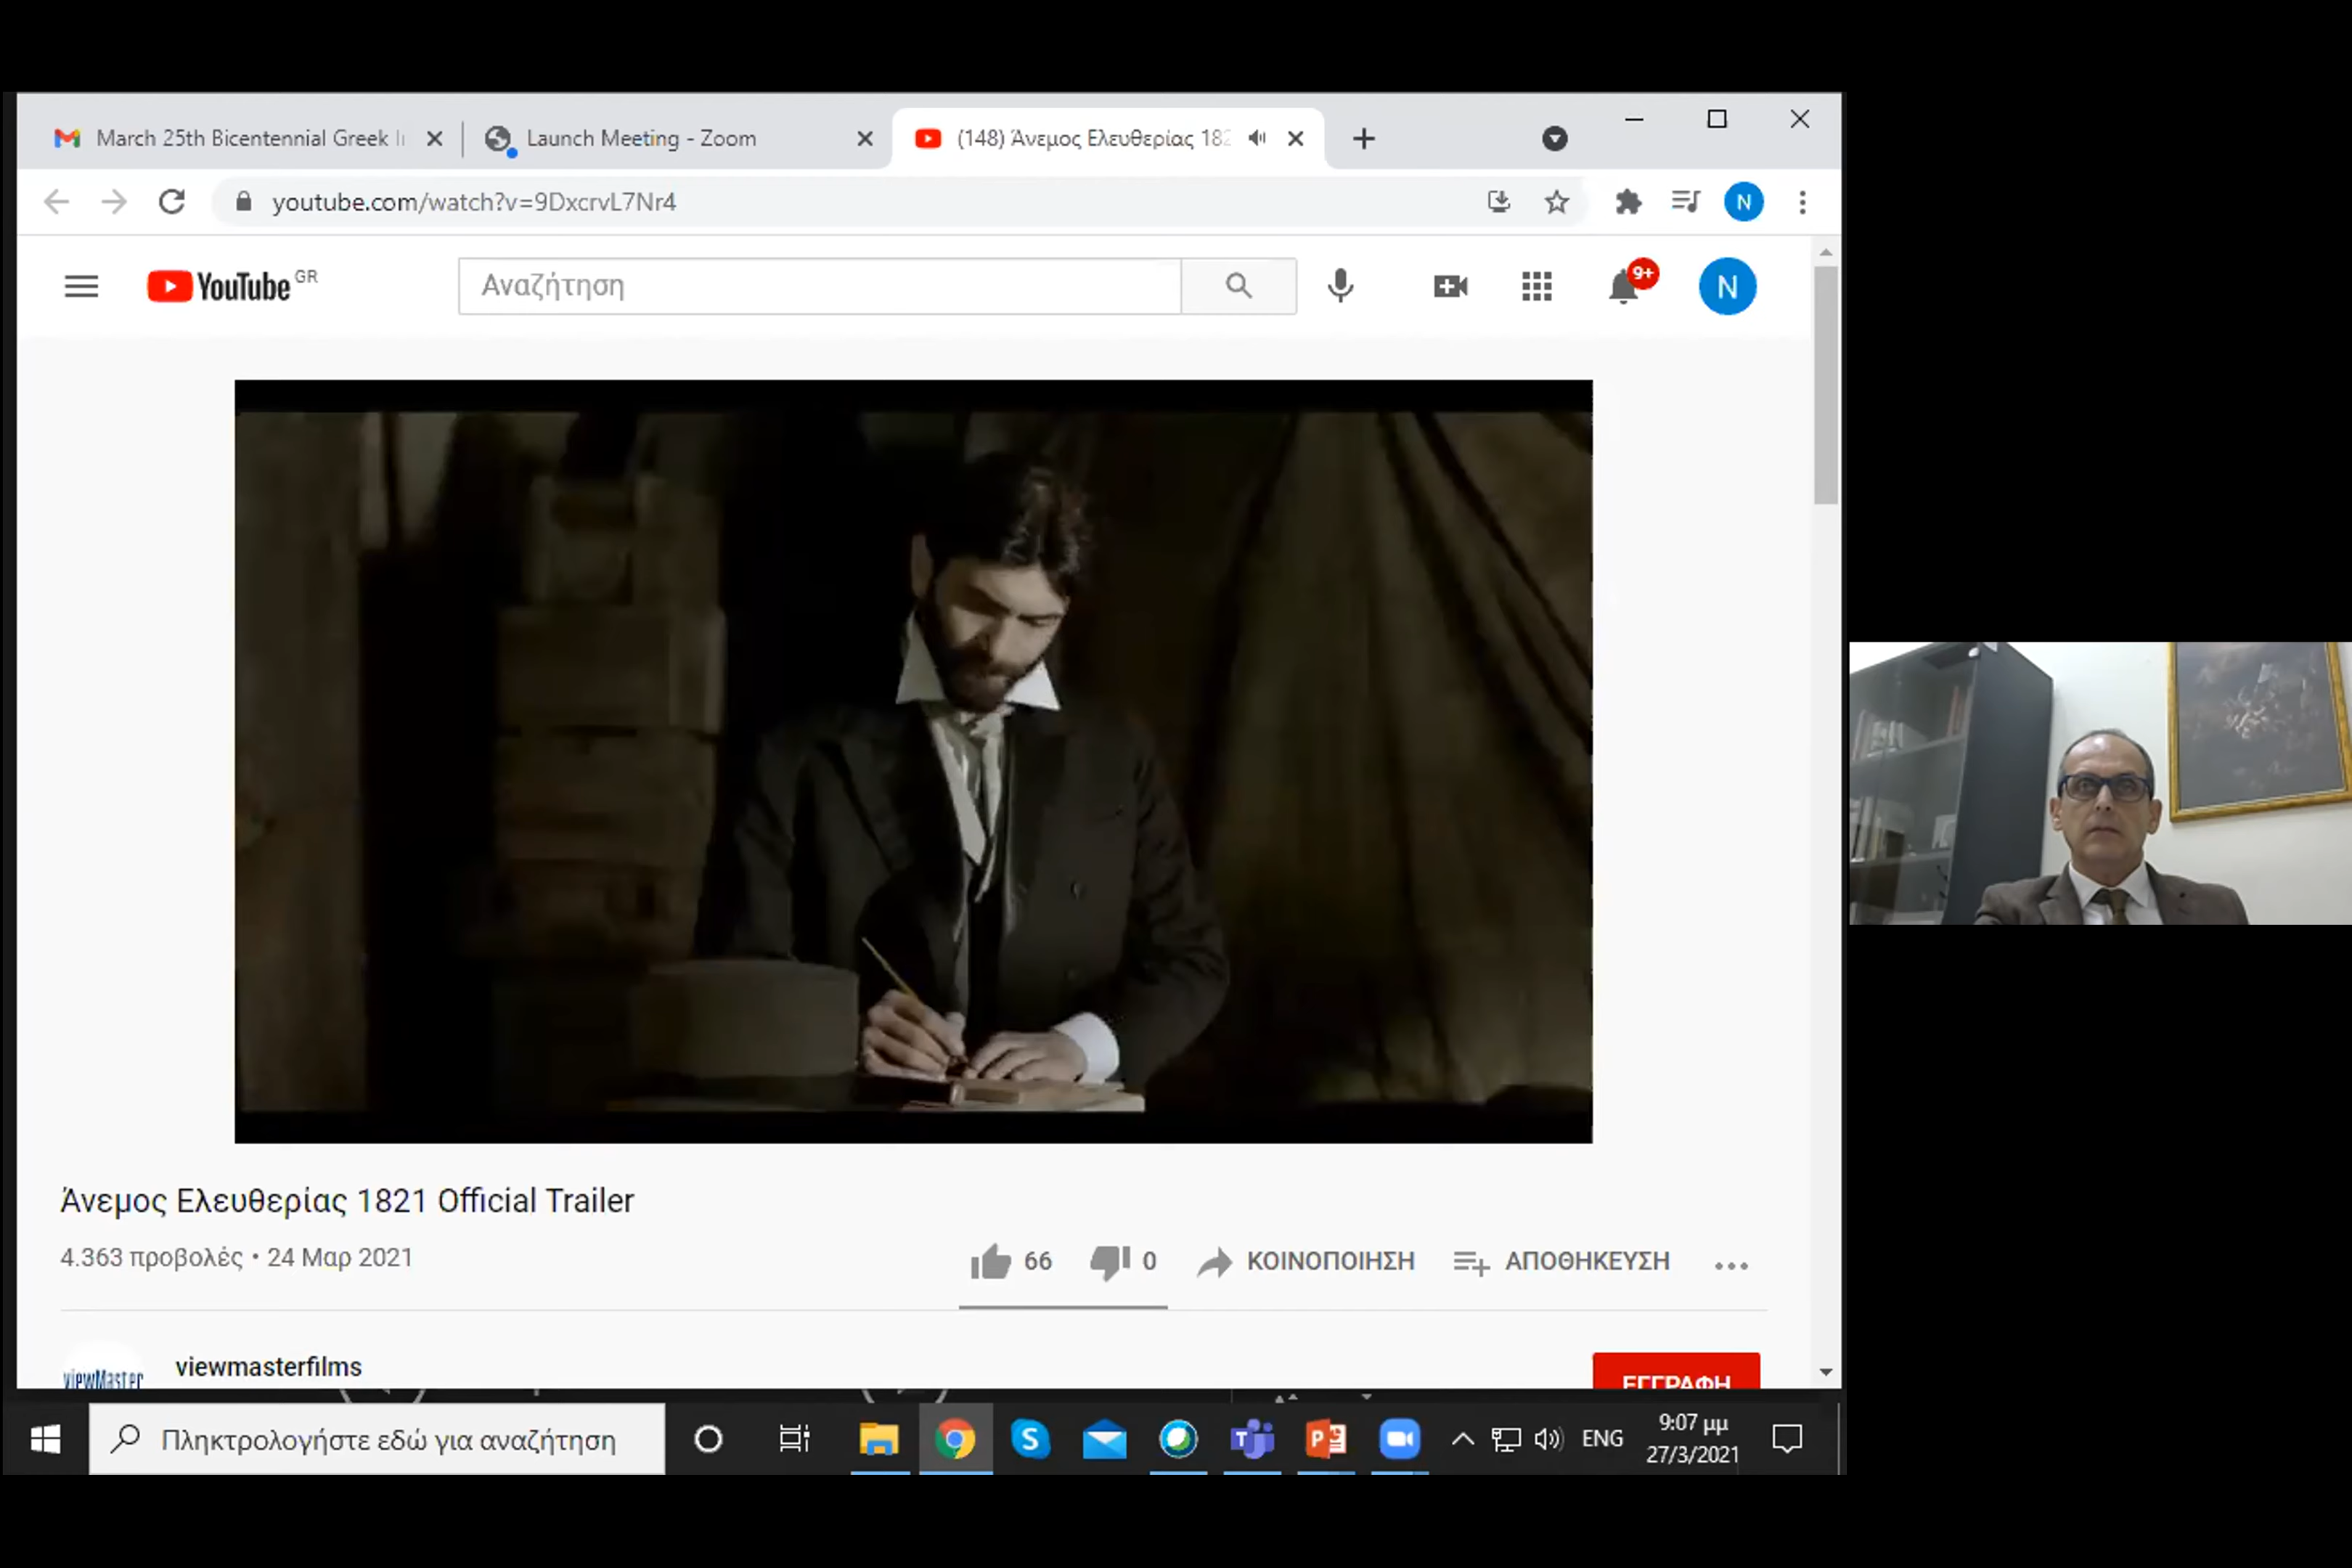 March 25th Bicentennial Greek I
Launch Meeting - Zoom
(148) Άνεμος Ελευθερίας 182
youtube.com/watch?v=9DxcrvL7Nr4
N
YouTube GR
Αναζήτηση
9+
N
Άνεμος Ελευθερίας 1821 Official Trailer
4.363 προβολές • 24 Μαρ 2021
66
0
ΚΟΙΝΟΠΟΙΗΣΗ
ΑΠΟΘΗΚΕΥΣΗ
viewMaster
viewmasterfilms
ΕΓΓΡΑΦΗ
Πληκτρολογήστε εδώ για αναζήτηση
ENG
9:07 μμ
27/3/2021